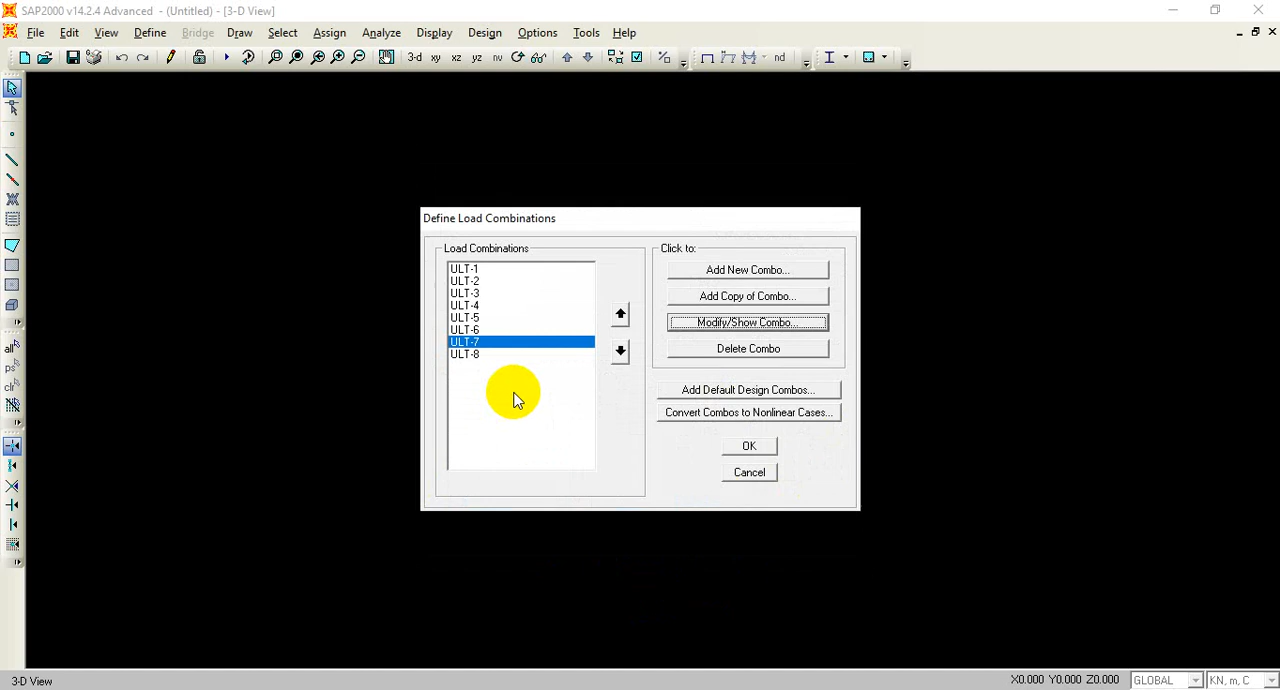 SAP2000 v14.2.4 Advanced - (Untitled) - [3-D View]
File Edit View Define Bridge Draw Select Assign Analyze Display Design Options Tools Help
3-d xy xz yz nv nd
Define Load Combinations
Load Combinations
ULT-1
ULT-2
ULT-3
ULT-4
ULT-5
ULT-6
ULT-7
ULT-8
Click to:
Add New Combo...
Add Copy of Combo...
Modify/Show Combo...
Delete Combo
Add Default Design Combos...
Convert Combos to Nonlinear Cases...
OK
Cancel
all
ps
clr
3-D View
X0.000 Y0.000 Z0.000
GLOBAL
KN, m, C